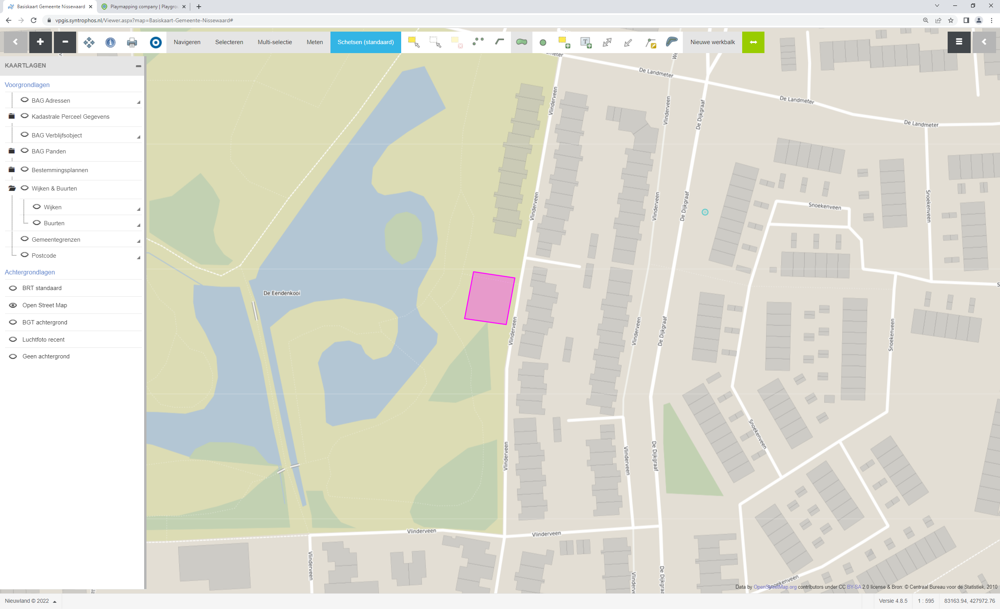 Basiskaart Gemeente Nissewaard
Playmapping company | Playgrou
vpgis.syntrophos.nl/Viewer.aspx?map=Basiskaart-Gemeente-Nissewaard#
Navigeren
Selecteren
Multi-selectie
Meten
Schetsen (standaard)
Nieuwe werkbalk
KAARTLAGEN
Voorgrondlagen
BAG Adressen
Kadastrale Perceel Gegevens
BAG Verblijfsobject
BAG Panden
Bestemmingsplannen
Wijken & Buurten
Wijken
Buurten
Gemeentegrenzen
Postcode
Achtergrondlagen
BRT standaard
Open Street Map
BGT achtergrond
Luchtfoto recent
Geen achtergrond
De Landmeter
De Landmeter
De Landmeter
Vlinderveen
Vlinderveen
De Dijkgraaf
Vlinderveen
Vlinderveen
De Dijkgraaf
Snoekenveen
Snoekenveen
De Eendenkooi
Vlinderveen
Vlinderveen
De Dijkgraaf
Snoekenveen
Snoekenveen
Vlinderveen
Vlinderveen
De Dijkgraaf
Vlinderveen
Vlinderveen
Vlinderveen
De Dijkgraa
Vlinderve
Snoekenveen
Data by OpenStreetMap.org contributors under CC BY-SA 2.0 license & Bron: © Centraal Bureau voor de Statistiek, 2010
Nieuwland © 2022
Versie 4.8.5
1 : 595
83163.94, 427972.76